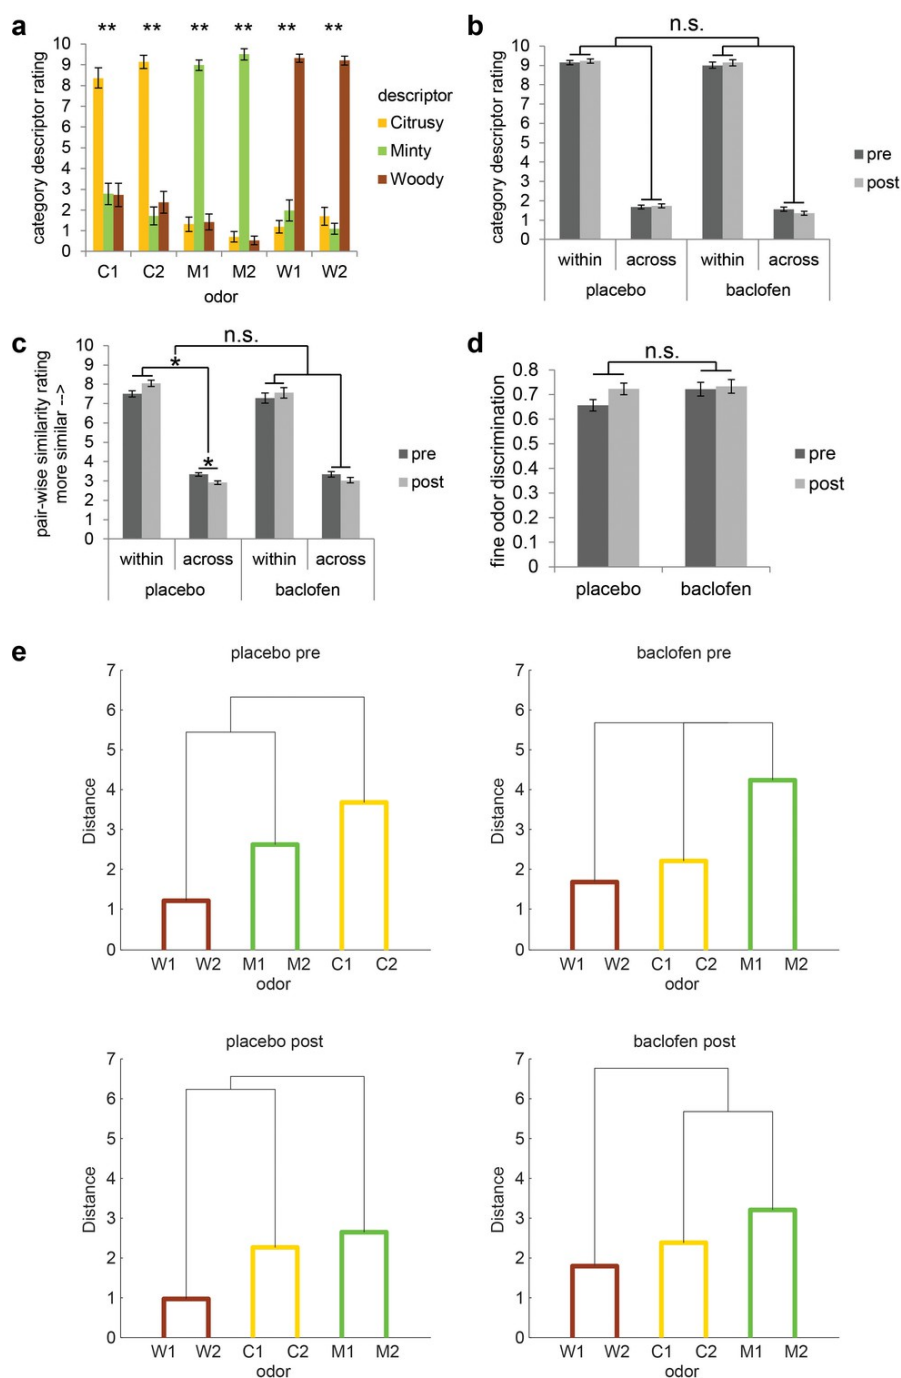 a
** ** ** ** ** **
category descriptor rating
10
9
8
7
6
5
4
3
2
1
0
C1 C2 M1 M2 W1 W2
odor
descriptor
Citrusy
Minty
Woody
b
n.s.
category descriptor rating
10
9
8
7
6
5
4
3
2
1
0
within across within across
placebo baclofen
pre
post
c
n.s.
*
*
pair-wise similarity rating
more similar -->
10
9
8
7
6
5
4
3
2
1
0
within across within across
placebo baclofen
pre
post
d
n.s.
fine odor discrimination
0.8
0.7
0.6
0.5
0.4
0.3
0.2
0.1
0
placebo baclofen
pre
post
e
placebo pre
Distance
7
6
5
4
3
2
1
0
W1 W2 M1 M2 C1 C2
odor
baclofen pre
Distance
7
6
5
4
3
2
1
0
W1 W2 C1 C2 M1 M2
odor
placebo post
Distance
7
6
5
4
3
2
1
0
W1 W2 C1 C2 M1 M2
odor
baclofen post
Distance
7
6
5
4
3
2
1
0
W1 W2 C1 C2 M1 M2
odor